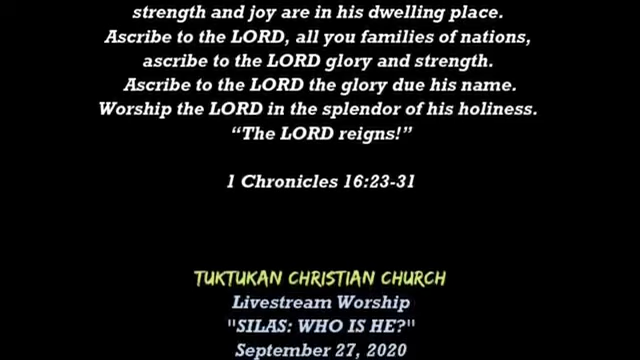 strength and joy are in his dwelling place.
Ascribe to the LORD, all you families of nations,
ascribe to the LORD glory and strength.
Ascribe to the LORD the glory due his name.
Worship the LORD in the splendor of his holiness.
“The LORD reigns!”
1 Chronicles 16:23-31
TUKTUKAN CHRISTIAN CHURCH
Livestream Worship
"SILAS: WHO IS HE?"
September 27, 2020